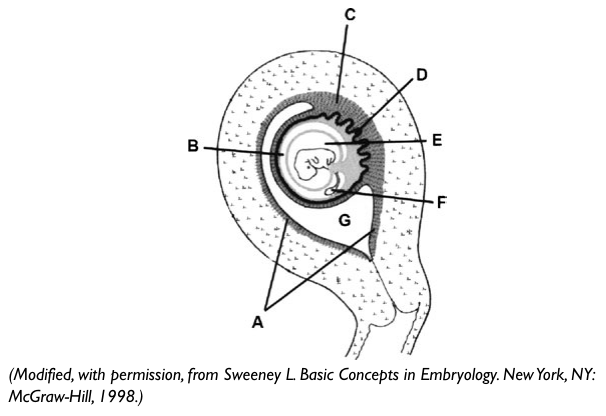 C
D
B
E
F
G
A
(Modified, with permission, from Sweeney L. Basic Concepts in Embryology. New York, NY:
McGraw-Hill, 1998.)